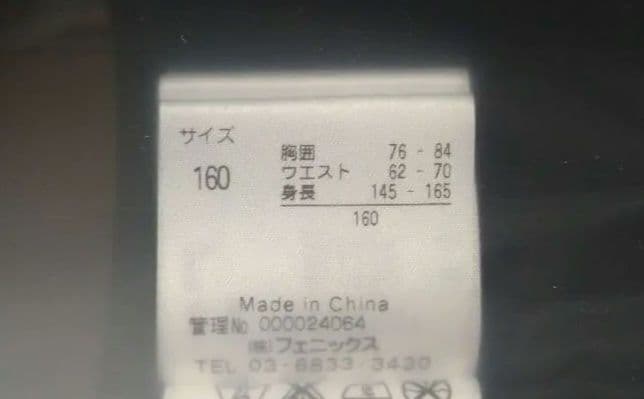 サイズ
160
胸囲 76 - 84
ウエスト 62 - 70
身長 145 - 165
160
Made in China
管理No 000024064
(株)フェニックス
TEL 03-6833-3430